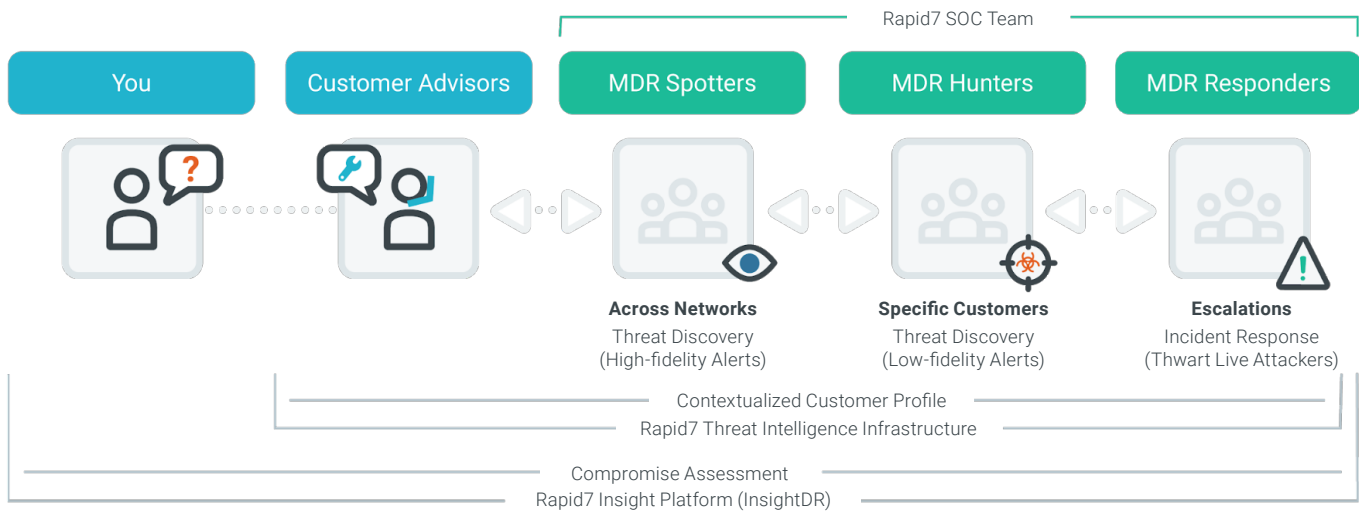 Rapid7 SOC Team
You
Customer Advisors
MDR Spotters
MDR Hunters
MDR Responders
?
!
Across Networks
Threat Discovery
(High-fidelity Alerts)
Specific Customers
Threat Discovery
(Low-fidelity Alerts)
Escalations
Incident Response
(Thwart Live Attackers)
Contextualized Customer Profile
Rapid7 Threat Intelligence Infrastructure
Compromise Assessment
Rapid7 Insight Platform (InsightDR)